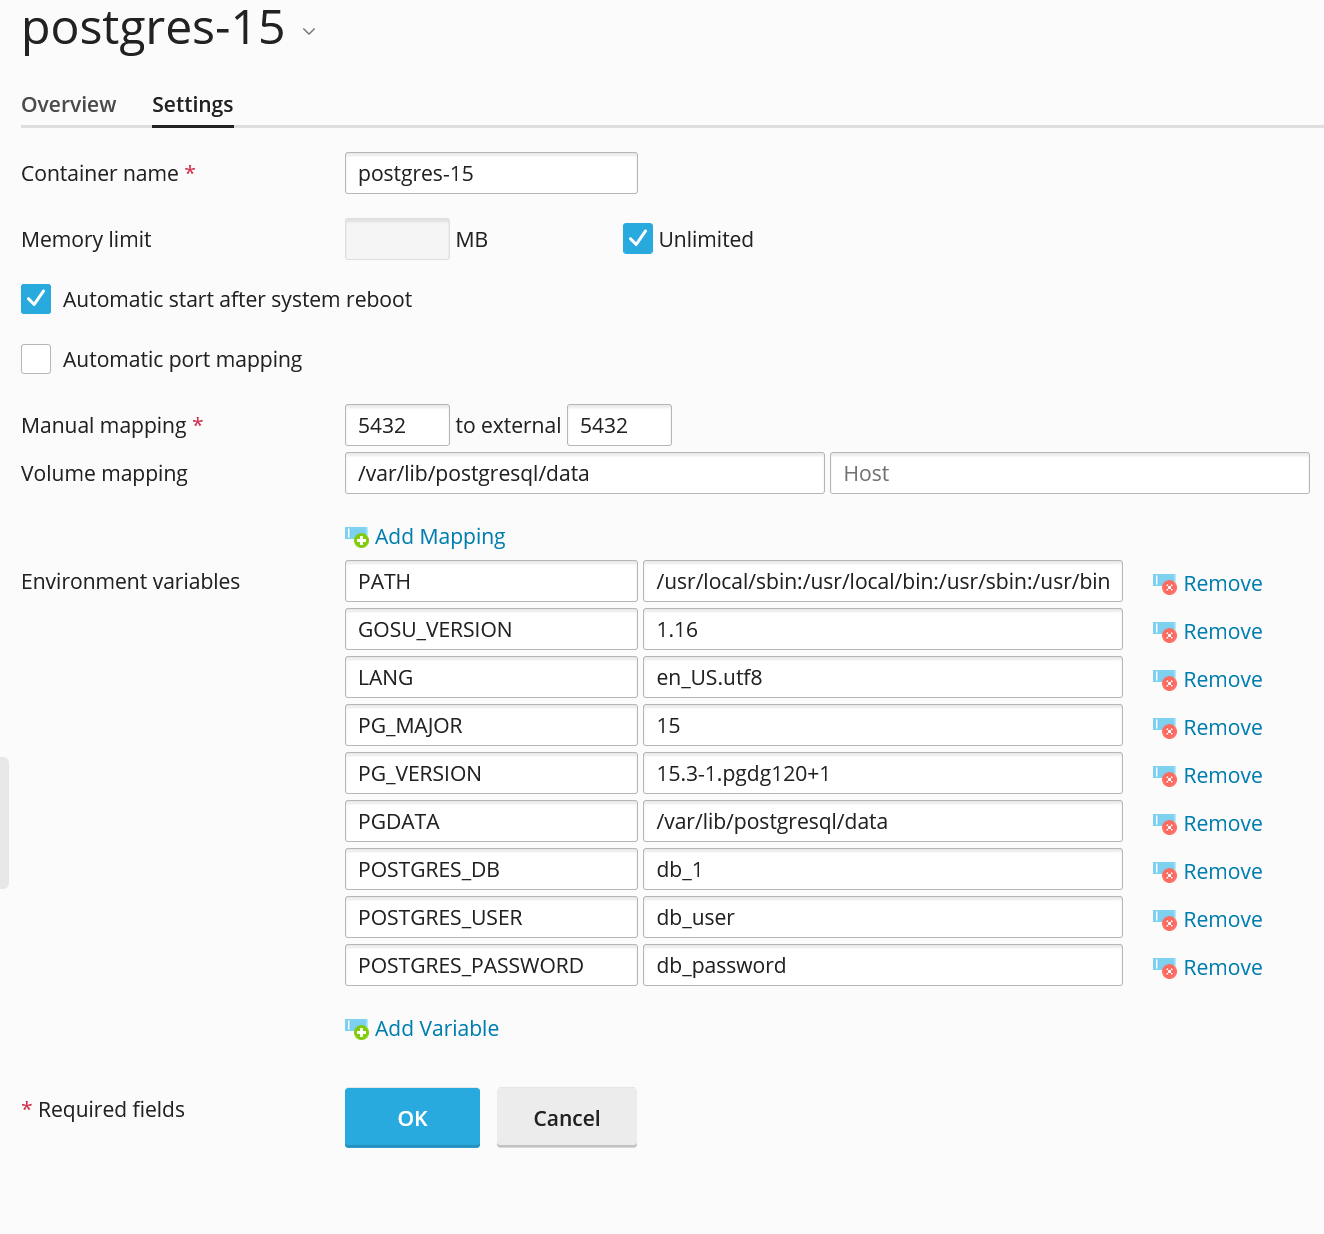 postgres-15
Overview Settings
Container name * postgres-15
Memory limit MB Unlimited
Automatic start after system reboot
Automatic port mapping
Manual mapping * 5432 to external 5432
Volume mapping /var/lib/postgresql/data Host
Add Mapping
Environment variables PATH /usr/local/sbin:/usr/local/bin:/usr/sbin:/usr/bin Remove
GOSU_VERSION 1.16 Remove
LANG en_US.utf8 Remove
PG_MAJOR 15 Remove
PG_VERSION 15.3-1.pgdg120+1 Remove
PGDATA /var/lib/postgresql/data Remove
POSTGRES_DB db_1 Remove
POSTGRES_USER db_user Remove
POSTGRES_PASSWORD db_password Remove
Add Variable
* Required fields OK Cancel